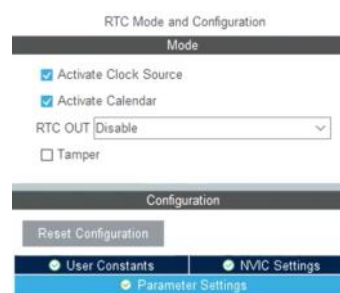 RTC Mode and Configuration
Mode
Activate Clock Source
Activate Calendar
RTC OUT Disable
Tamper
Configuration
Reset Configuration
User Constants NVIC Settings
Parameter Settings